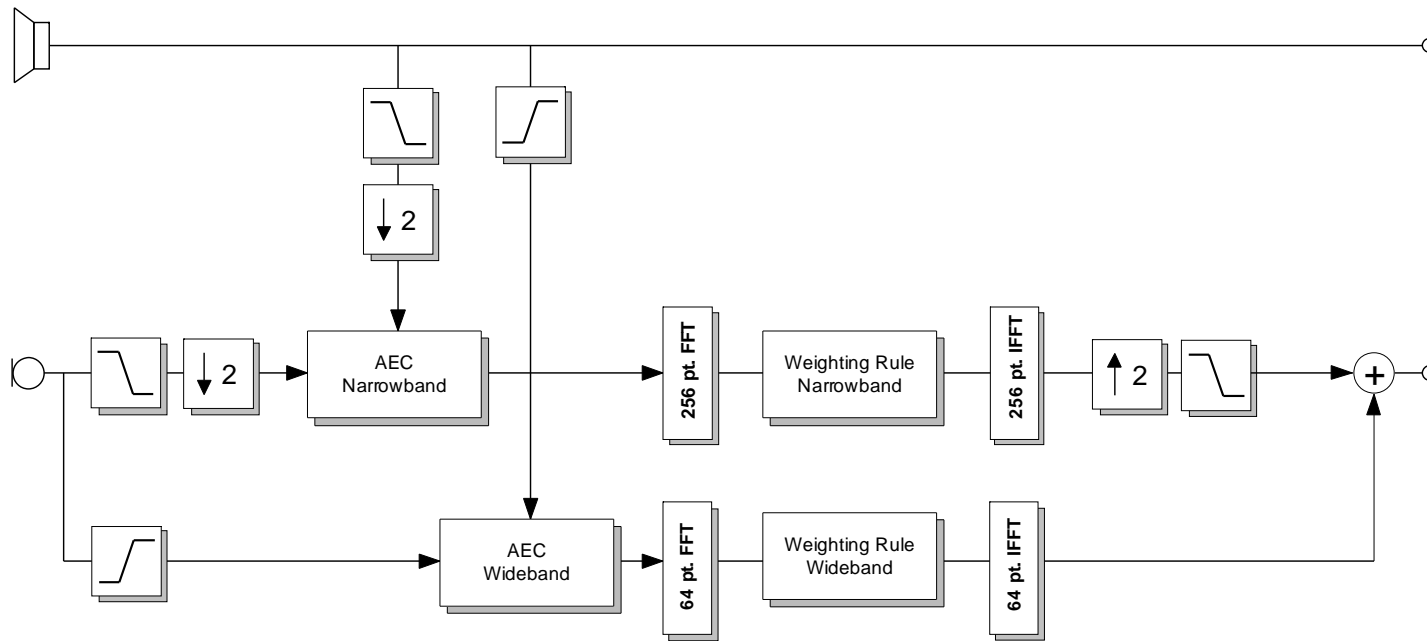 2
2
AEC
Narrowband
256 pt. FFT
Weighting Rule
Narrowband
256 pt. IFFT
2
+
AEC
Wideband
64 pt. FFT
Weighting Rule
Wideband
64 pt. IFFT